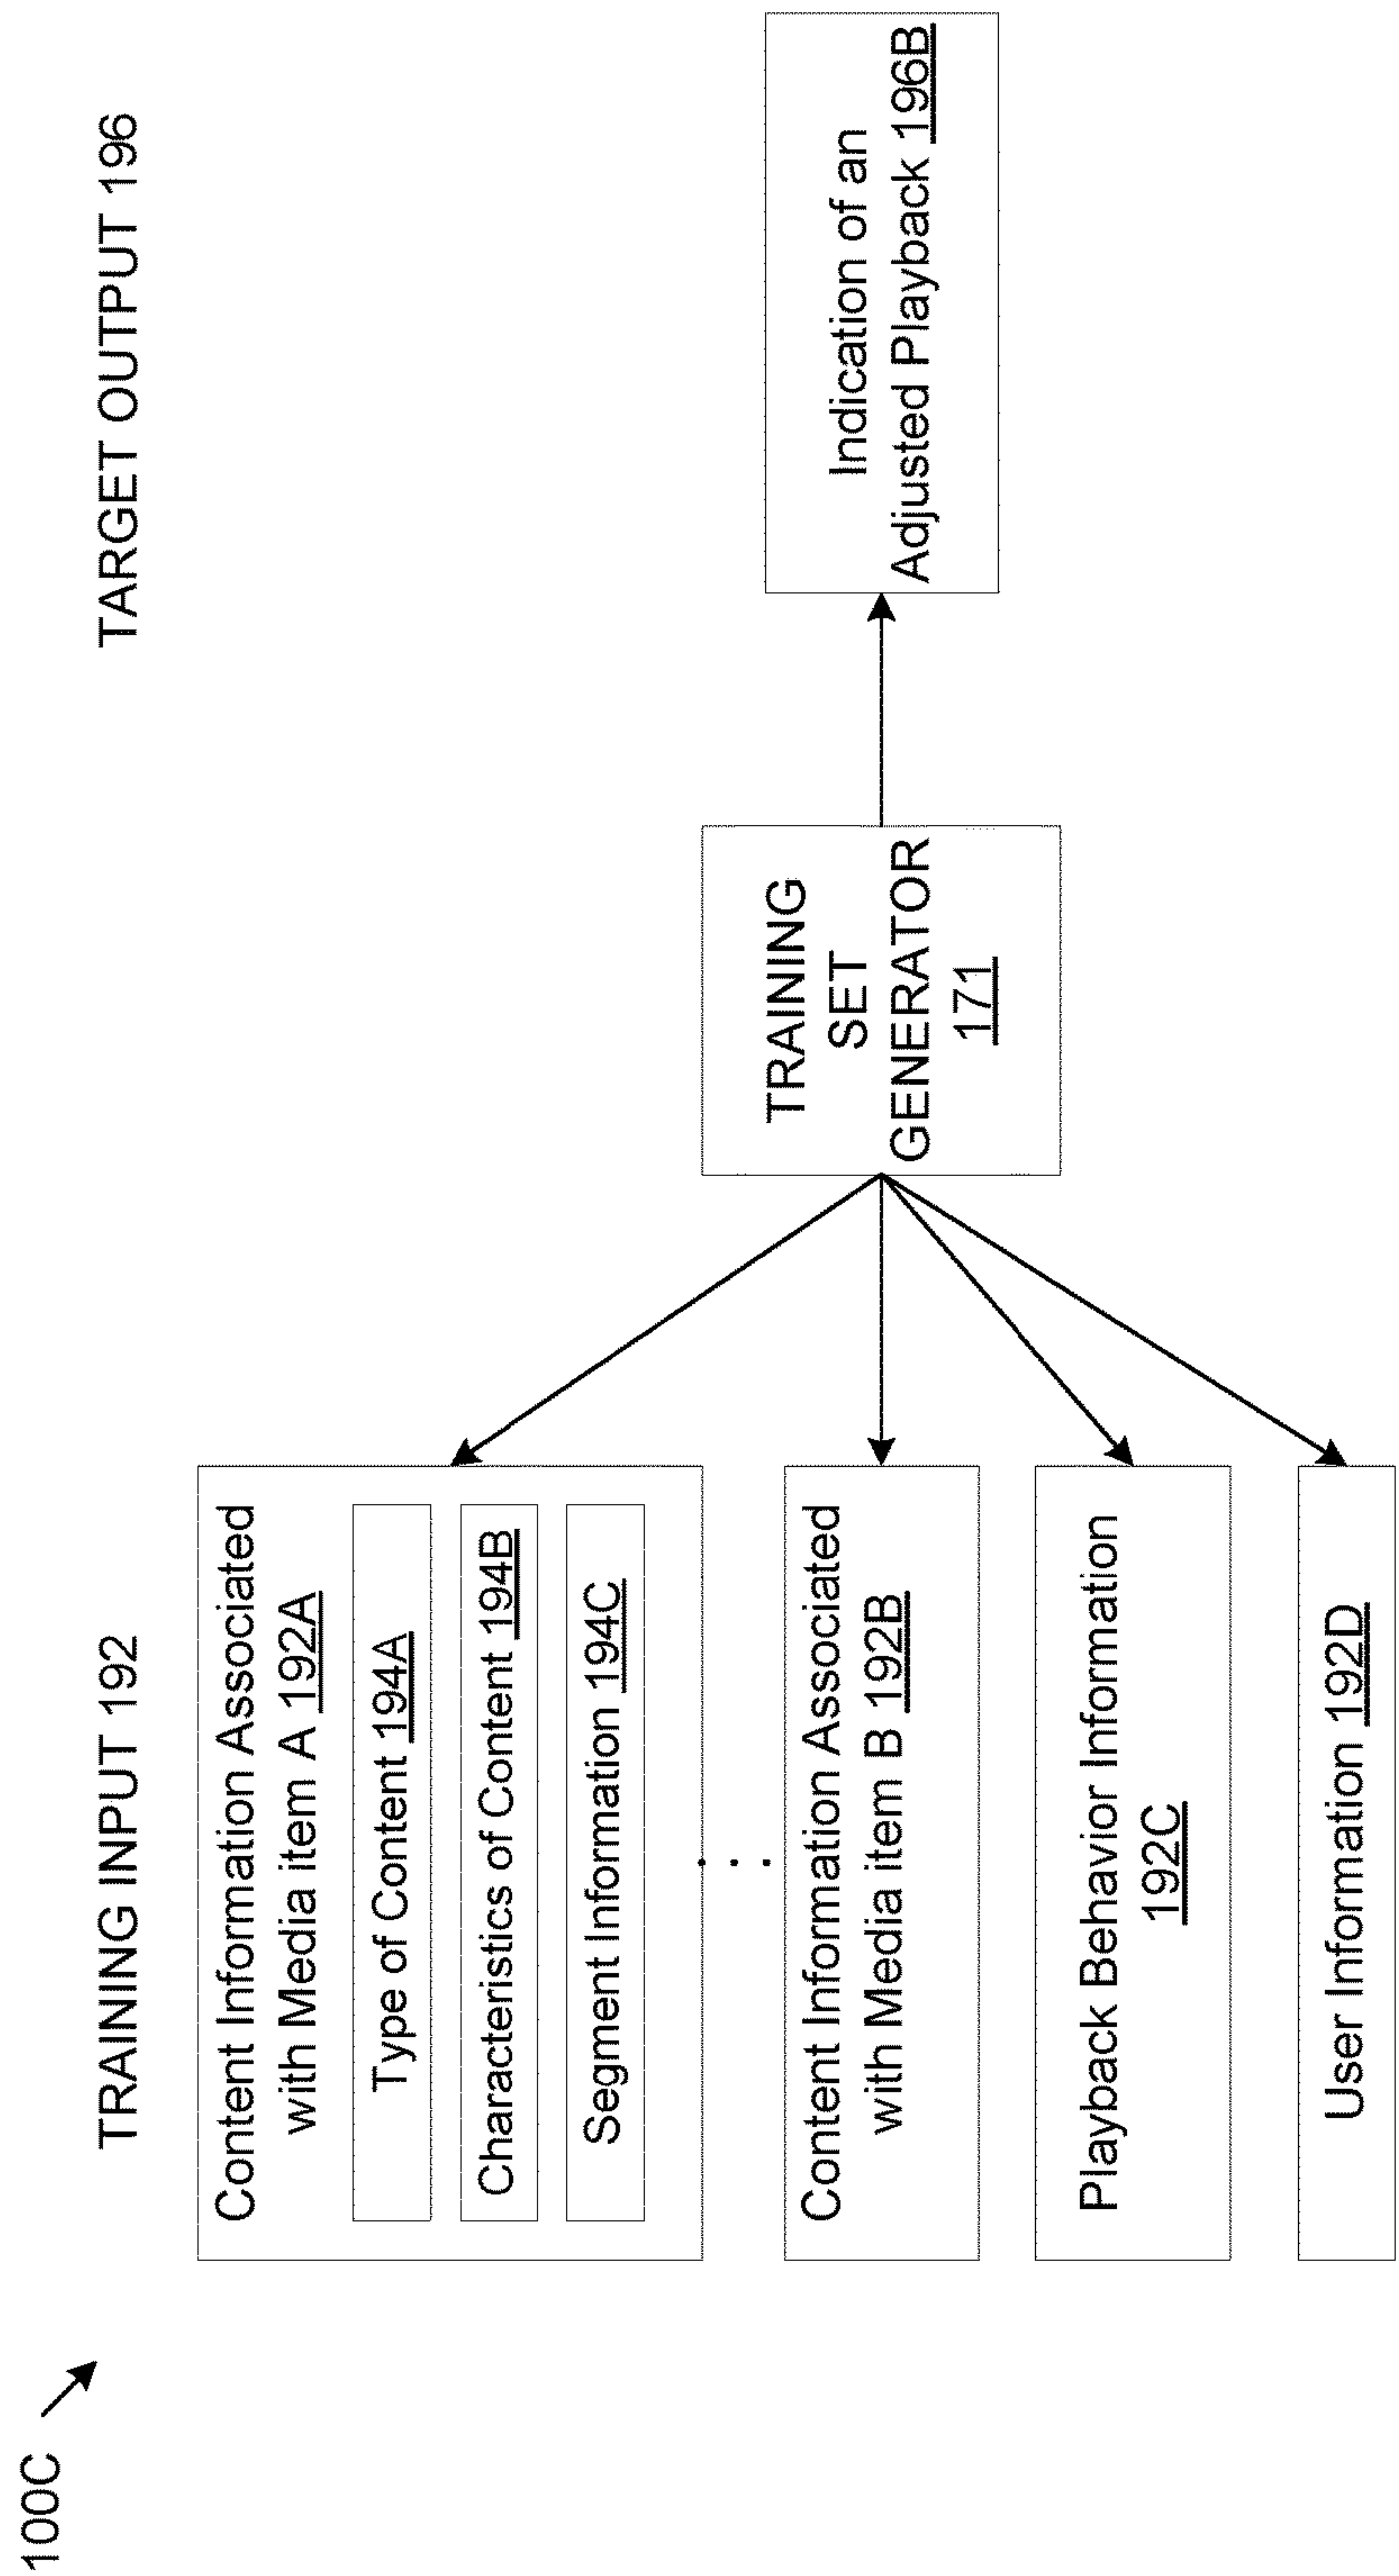 100C
TRAINING INPUT 192
TARGET OUTPUT 196
Content Information Associated
with Media item A 192A
Type of Content 194A
Characteristics of Content 194B
Segment Information 194C
. . .
Content Information Associated
with Media item B 192B
Playback Behavior Information
192C
User Information 192D
TRAINING
SET
GENERATOR
171
Indication of an
Adjusted Playback 196B